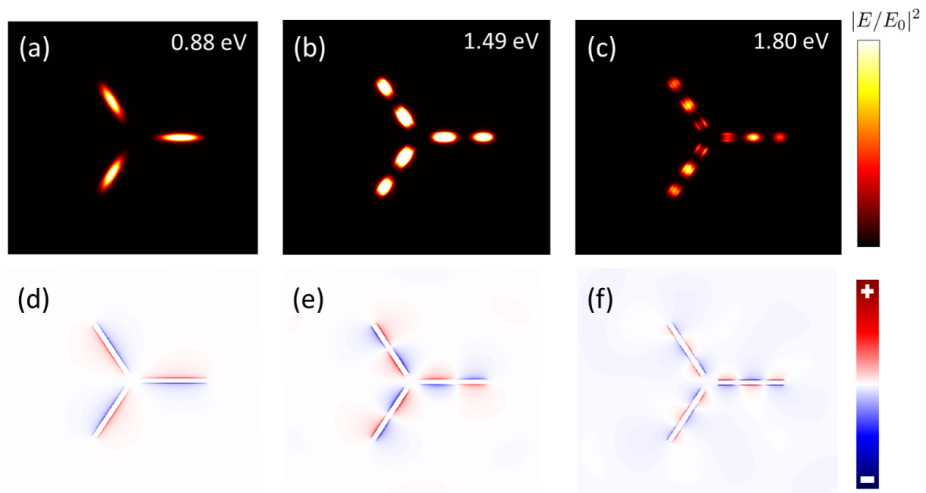 (a) 0.88 eV
(b) 1.49 eV
(c) 1.80 eV
|E/E₀|²
(d)
(e)
(f)
+
−